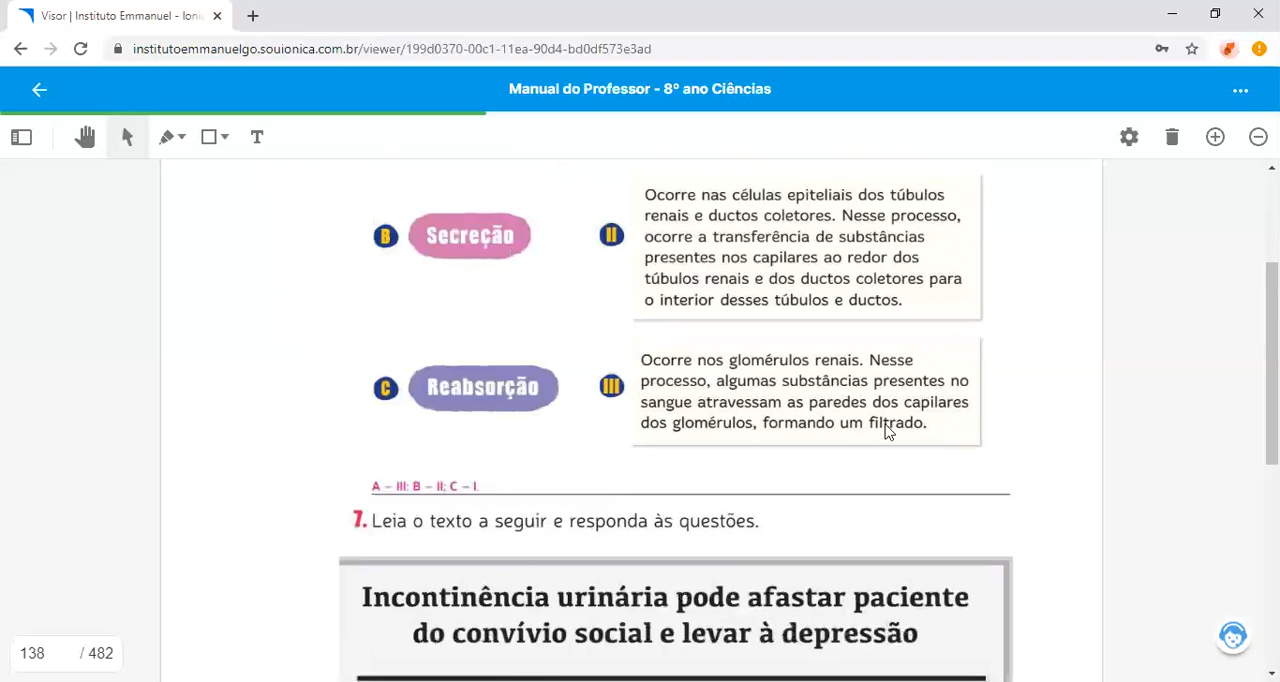 Visor | Instituto Emmanuel - Ioni
institutoemmanuelgo.souionica.com.br/viewer/199d0370-00c1-11ea-90d4-bd0df573e3ad
Manual do Professor - 8º ano Ciências
T
B Secreção
II
Ocorre nas células epiteliais dos túbulos
renais e ductos coletores. Nesse processo,
ocorre a transferência de substâncias
presentes nos capilares ao redor dos
túbulos renais e dos ductos coletores para
o interior desses túbulos e ductos.
C Reabsorção
III
Ocorre nos glomérulos renais. Nesse
processo, algumas substâncias presentes no
sangue atravessam as paredes dos capilares
dos glomérulos, formando um filtrado.
A – III; B – II; C – I.
7. Leia o texto a seguir e responda às questões.
Incontinência urinária pode afastar paciente
do convívio social e levar à depressão
138 / 482